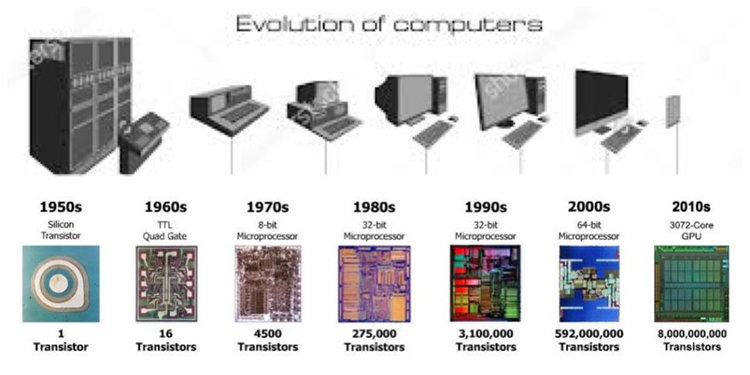 Evolution of computers
1950s
Silicon
Transistor
1
Transistor
1960s
TTL
Quad Gate
16
Transistors
1970s
8-bit
Microprocessor
4500
Transistors
1980s
32-bit
Microprocessor
275,000
Transistors
1990s
32-bit
Microprocessor
3,100,000
Transistors
2000s
64-bit
Microprocessor
592,000,000
Transistors
2010s
3072-Core
GPU
8,000,000,000
Transistors